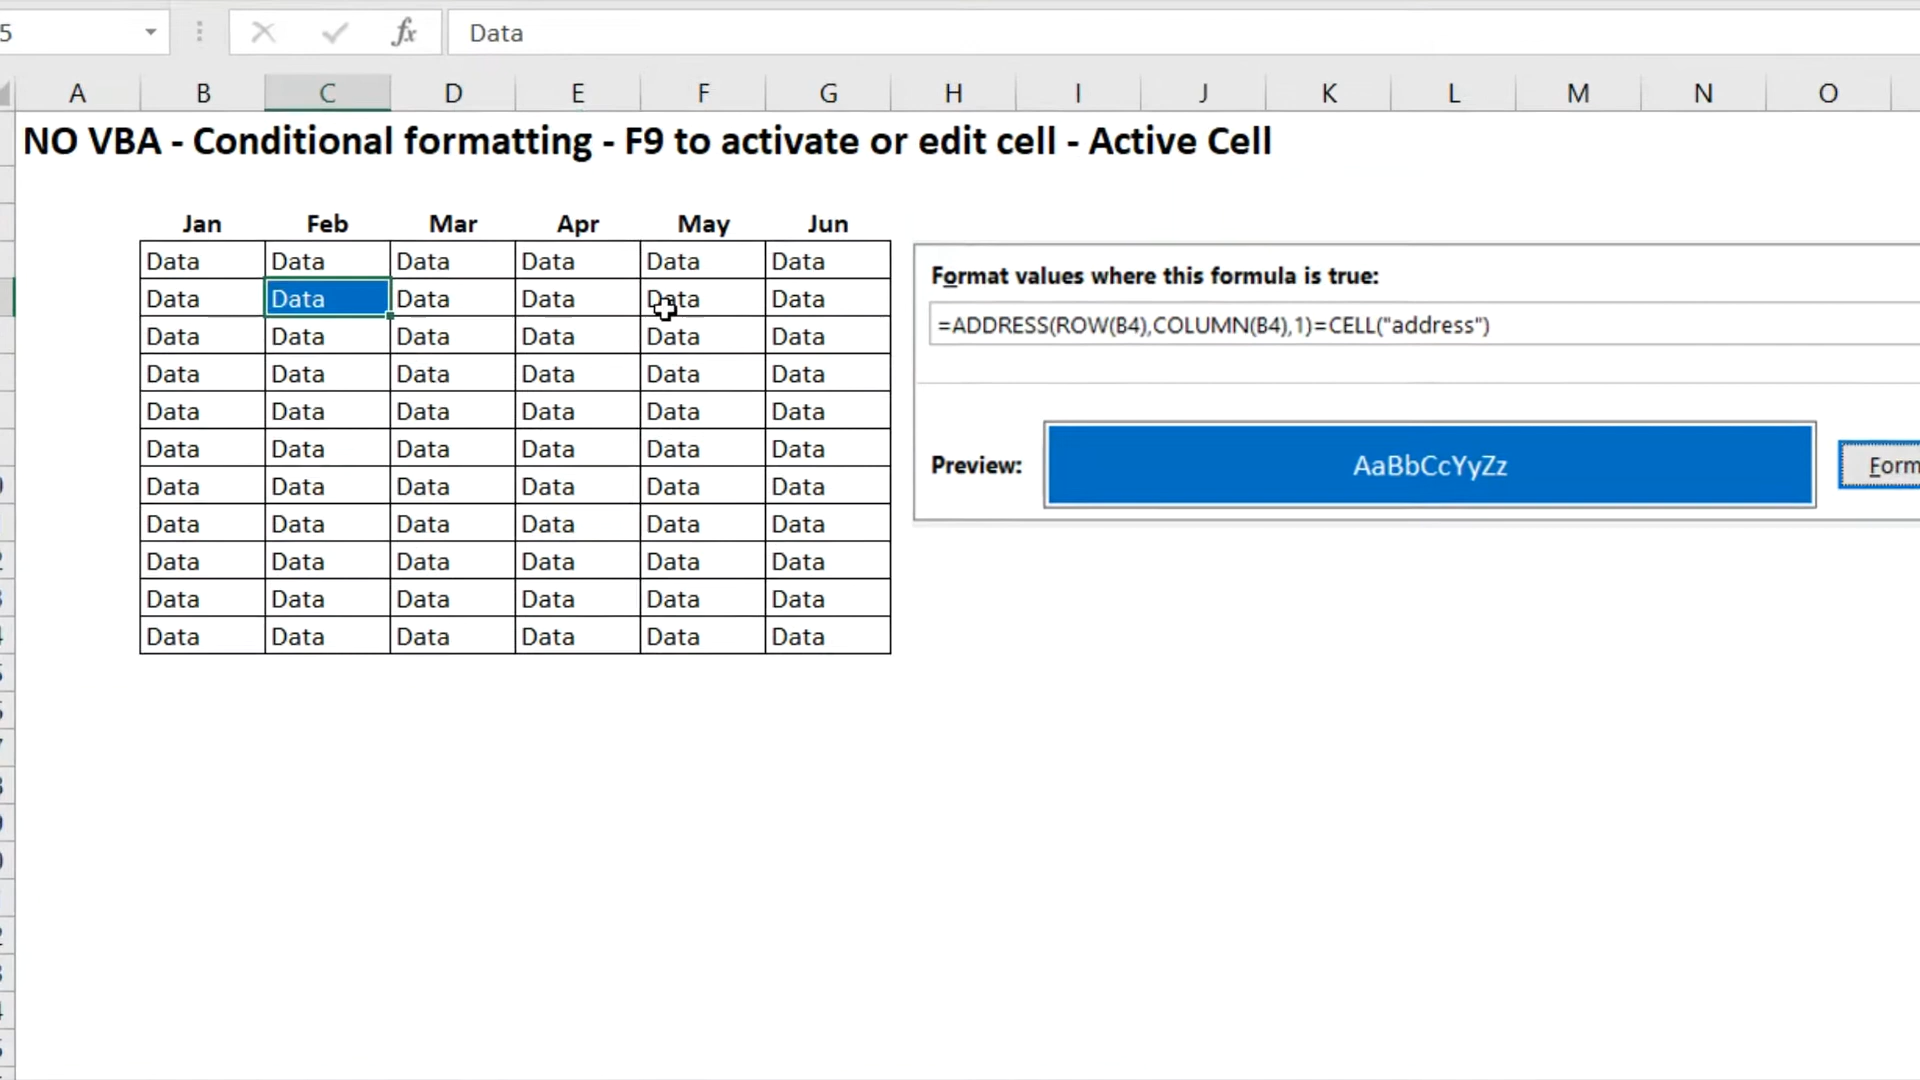 5
fx Data
A B C D E F G H I J K L M N O
NO VBA - Conditional formatting - F9 to activate or edit cell - Active Cell
Jan Feb Mar Apr May Jun
Data Data Data Data Data Data
Data Data Data Data Data Data
Data Data Data Data Data Data
Data Data Data Data Data Data
Data Data Data Data Data Data
Data Data Data Data Data Data
Data Data Data Data Data Data
Data Data Data Data Data Data
Data Data Data Data Data Data
Data Data Data Data Data Data
Data Data Data Data Data Data
Format values where this formula is true:
=ADDRESS(ROW(B4),COLUMN(B4),1)=CELL("address")
Preview: AaBbCcYyZz Form